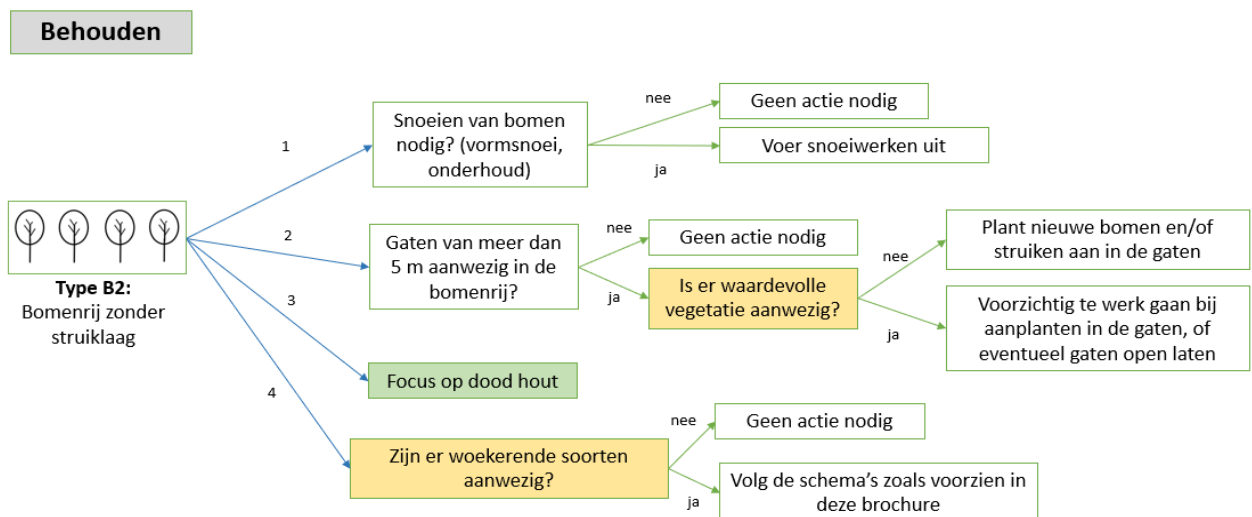 Behouden
Type B2:
Bomenrij zonder
struiklaag
1
Snoeien van bomen
nodig? (vormsnoei,
onderhoud)
nee
Geen actie nodig
ja
Voer snoeiwerken uit
2
Gaten van meer dan
5 m aanwezig in de
bomenrij?
nee
Geen actie nodig
ja
Is er waardevolle
vegetatie aanwezig?
nee
Plant nieuwe bomen en/of
struiken aan in de gaten
ja
Voorzichtig te werk gaan bij
aanplanten in de gaten, of
eventueel gaten open laten
3
Focus op dood hout
4
Zijn er woekerende soorten
aanwezig?
nee
Geen actie nodig
ja
Volg de schema's zoals voorzien in
deze brochure